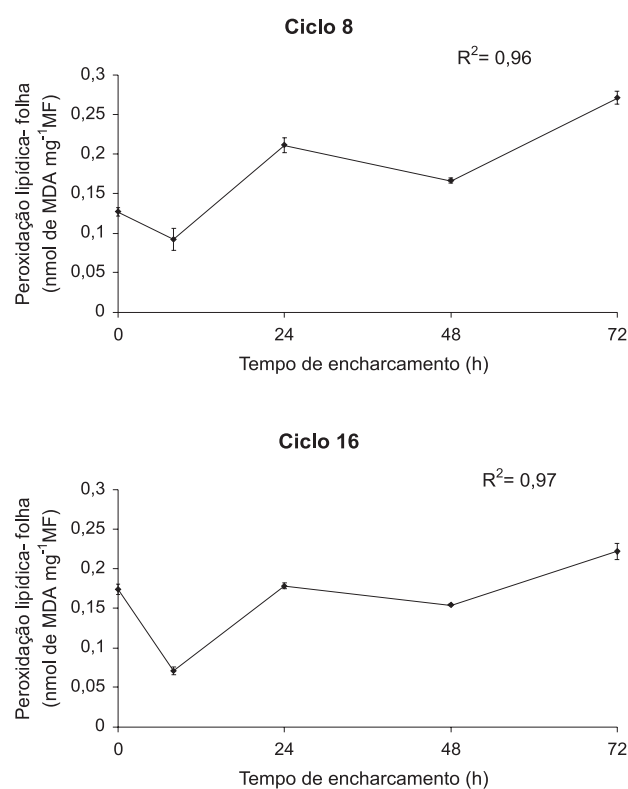 Ciclo 8
R²= 0,96
Peroxidação lipídica- folha
(nmol de MDA mg⁻¹MF)
0,3
0,25
0,2
0,15
0,1
0,05
0
0 24 48 72
Tempo de encharcamento (h)
Ciclo 16
R²= 0,97
Peroxidação lipídica- folha
(nmol de MDA mg⁻¹MF)
0,3
0,25
0,2
0,15
0,1
0,05
0
0 24 48 72
Tempo de encharcamento (h)